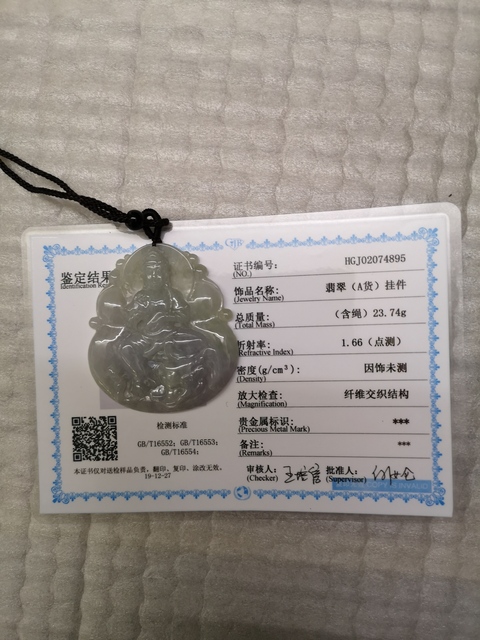 GIB
鉴定结果
证书编号: HGJ02074895
饰品名称: 翡翠（A货）挂件
(Jewelry Name)
总质量: （含绳）23.74g
(Total Mass)
折射率: 1.66（点测）
(Refractive Index)
密度(g/cm³): 因饰未测
(Density)
放大检查: 纤维交织结构
(Magnification)
贵金属标识: ***
(Precious Metal Mark)
备注: ***
(Remarks)
检测标准
GB/T16552; GB/T16553;
GB/T16554;
本证书仅对送检样品负责，翻印、复印、涂改无效。
19-12-27
审核人: 批准人:
(Checker) (Supervisor)